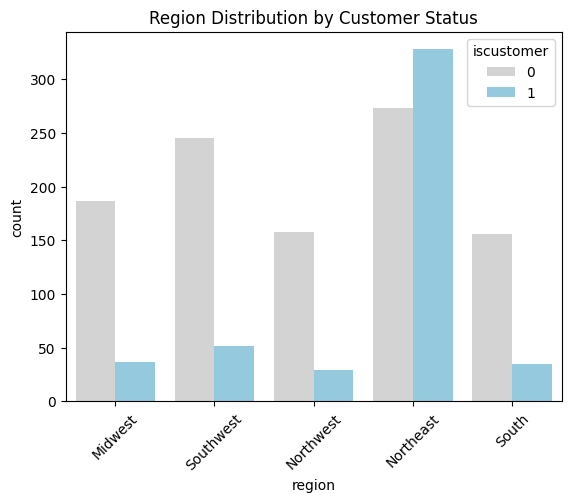 Region Distribution by Customer Status
iscustomer
0
1
count
300
250
200
150
100
50
0
Midwest
Southwest
Northwest
Northeast
South
region